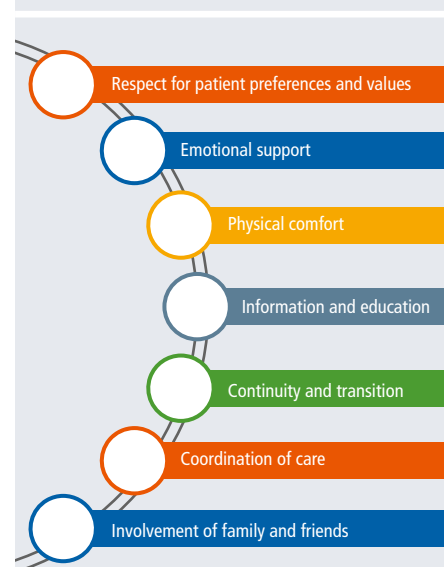 Respect for patient preferences and values
Emotional support
Physical comfort
Information and education
Continuity and transition
Coordination of care
Involvement of family and friends